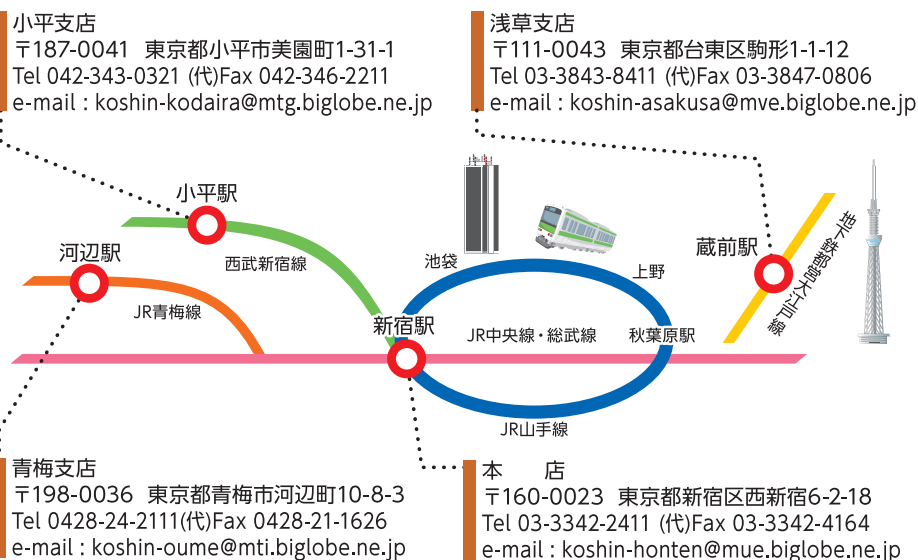 小平支店
〒187-0041 東京都小平市美園町1-31-1
Tel 042-343-0321 (代)Fax 042-346-2211
e-mail : koshin-kodaira@mtg.biglobe.ne.jp
浅草支店
〒111-0043 東京都台東区駒形1-1-12
Tel 03-3843-8411 (代)Fax 03-3847-0806
e-mail : koshin-asakusa@mve.biglobe.ne.jp
小平駅
河辺駅
西武新宿線
JR青梅線
池袋
上野
蔵前駅
地下鉄都営大江戸線
新宿駅
JR中央線・総武線
秋葉原駅
JR山手線
青梅支店
〒198-0036 東京都青梅市河辺町10-8-3
Tel 0428-24-2111(代)Fax 0428-21-1626
e-mail : koshin-oume@mti.biglobe.ne.jp
本 店
〒160-0023 東京都新宿区西新宿6-2-18
Tel 03-3342-2411 (代)Fax 03-3342-4164
e-mail : koshin-honten@mue.biglobe.ne.jp